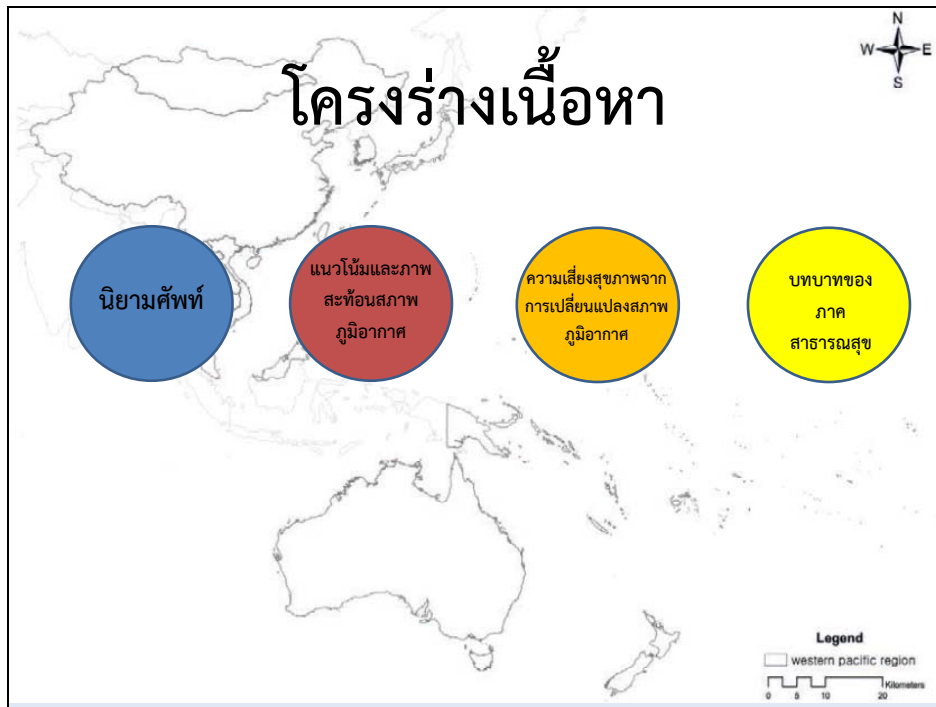 N
W E
S
โครงร่างเนื้อหา
นิยามศัพท์
แนวโน้มและภาพ
สะท้อนสภาพ
ภูมิอากาศ
ความเสี่ยงสุขภาพจาก
การเปลี่ยนแปลงสภาพ
ภูมิอากาศ
บทบาทของ
ภาค
สาธารณสุข
Legend
western pacific region
Kilometers
0 5 10 20